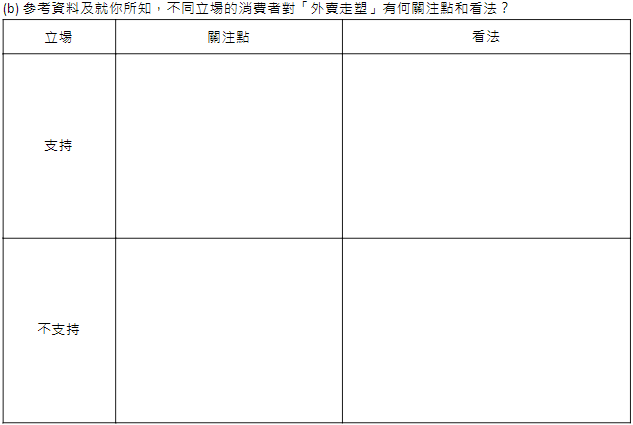 (b) 參考資料及就你所知，不同立場的消費者對「外賣走塑」有何關注點和看法？
立場 關注點 看法
支持
不支持